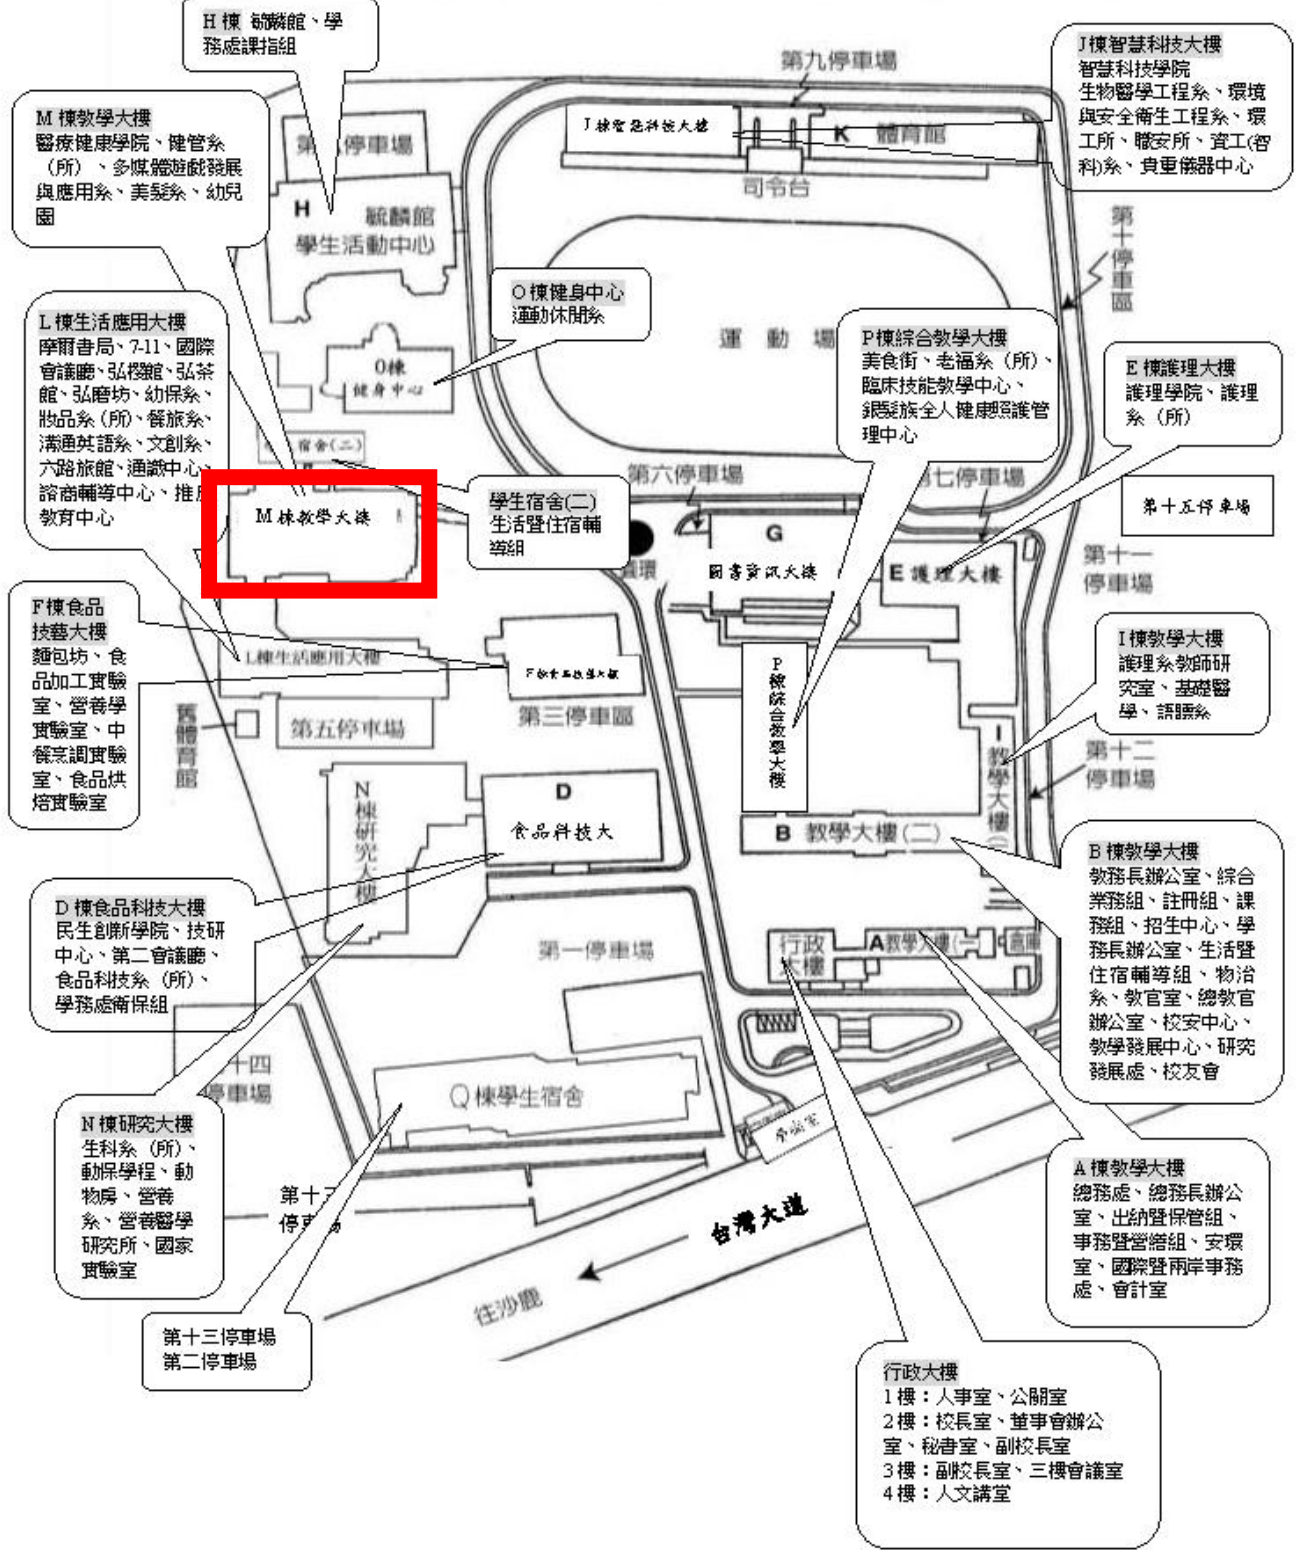 H 棟 毓麟館、學
務處課指組
第九停車場
J棟智慧科技大樓
智慧科技學院
生物醫學工程系、環境
與安全衛生工程系、環
工所、職安所、資工(智
科)系、貴重儀器中心
M 棟教學大樓
醫療健康學院、健管系
（所）、多媒體遊戲發展
與應用系、美髮系、幼兒
園
停車場
J 棟智慧科技大樓
K 體育館
司令台
H 毓麟館
學生活動中心
第十停車區
O 棟健身中心
運動休閒系
L 棟生活應用大樓
摩爾書局、7-11、國際
會議廳、弘櫻館、弘茶
館、弘磨坊、幼保系、
妝品系 (所)、餐旅系、
溝通英語系、文創系、
六路旅館、通識中心、
諮商輔導中心、推
教育中心
O棟
健身中心
運動場
P 棟綜合教學大樓
美食街、老福系（所）、
臨床技能教學中心、
銀髮族全人健康照護管
理中心
E 棟護理大樓
護理學院、護理
系（所）
宿舍(二)
第六停車場
第七停車場
第十五停車場
M 棟教學大樓
學生宿舍(二)
生活暨住宿輔
導組
圓環
G
圖書資訊大樓
E 護理大樓
第十一
停車場
F 棟食品
技藝大樓
麵包坊、食
品加工實驗
室、營養學
實驗室、中
餐烹調實驗
室、食品烘
焙實驗室
L棟生活應用大樓
F 棟食品技藝大樓
P棟綜合教學大樓
I 棟教學大樓
護理系教師研
究室、基礎醫
學、語聽系
舊體育館
第五停車場
第三停車區
I 教學大樓
第十二
停車場
N棟研究大樓
D
食品科技大
B 教學大樓(二)
B 棟教學大樓
教務長辦公室、綜合
業務組、註冊組、課
務組、招生中心、學
務長辦公室、生活暨
住宿輔導組、物治
系、教官室、總教官
辦公室、校安中心、
教學發展中心、研究
發展處、校友會
D 棟食品科技大樓
民生創新學院、技研
中心、第二會議廳、
食品科技系（所）、
學務處衛保組
第一停車場
行政
大樓
A教學大樓(一)
倉庫
十四
停車場
Q 棟學生宿舍
N 棟研究大樓
生科系（所）、
動保學程、動
物房、營養
系、營養醫學
研究所、國家
實驗室
A 棟教學大樓
總務處、總務長辦公
室、出納暨保管組、
事務暨營繕組、安環
室、國際暨兩岸事務
處、會計室
第十三
停車場
台灣大道
往沙鹿
第十三停車場
第二停車場
行政大樓
1 樓：人事室、公關室
2 樓：校長室、董事會辦公
室、秘書室、副校長室
3 樓：副校長室、三樓會議室
4 樓：人文講堂